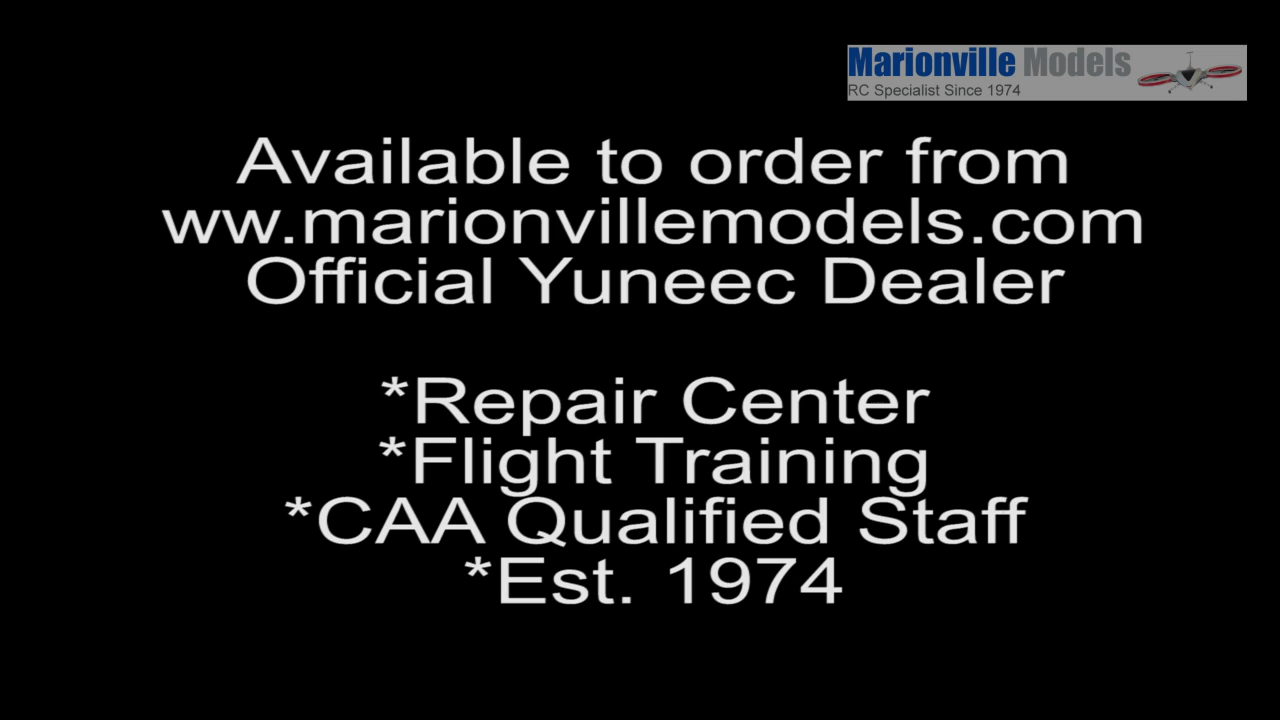 Marionville Models
RC Specialist Since 1974
Available to order from
ww.marionvillemodels.com
Official Yuneec Dealer
*Repair Center
*Flight Training
*CAA Qualified Staff
*Est. 1974